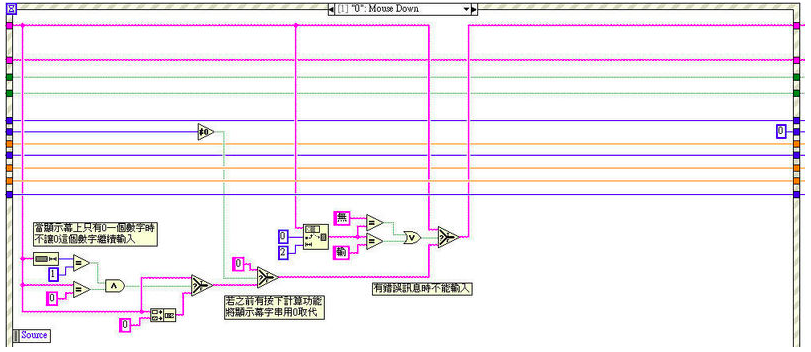 [1] "0": Mouse Down
≠0
0
當顯示幕上只有0一個數字時
不讓0這個數字繼續輸入
無
0
2
輸
=
=
V
?
有錯誤訊息時不能輸入
=
1
=
0
Λ
?
0
0
?
若之前有按下計算功能
將顯示幕字串用0取代
Source